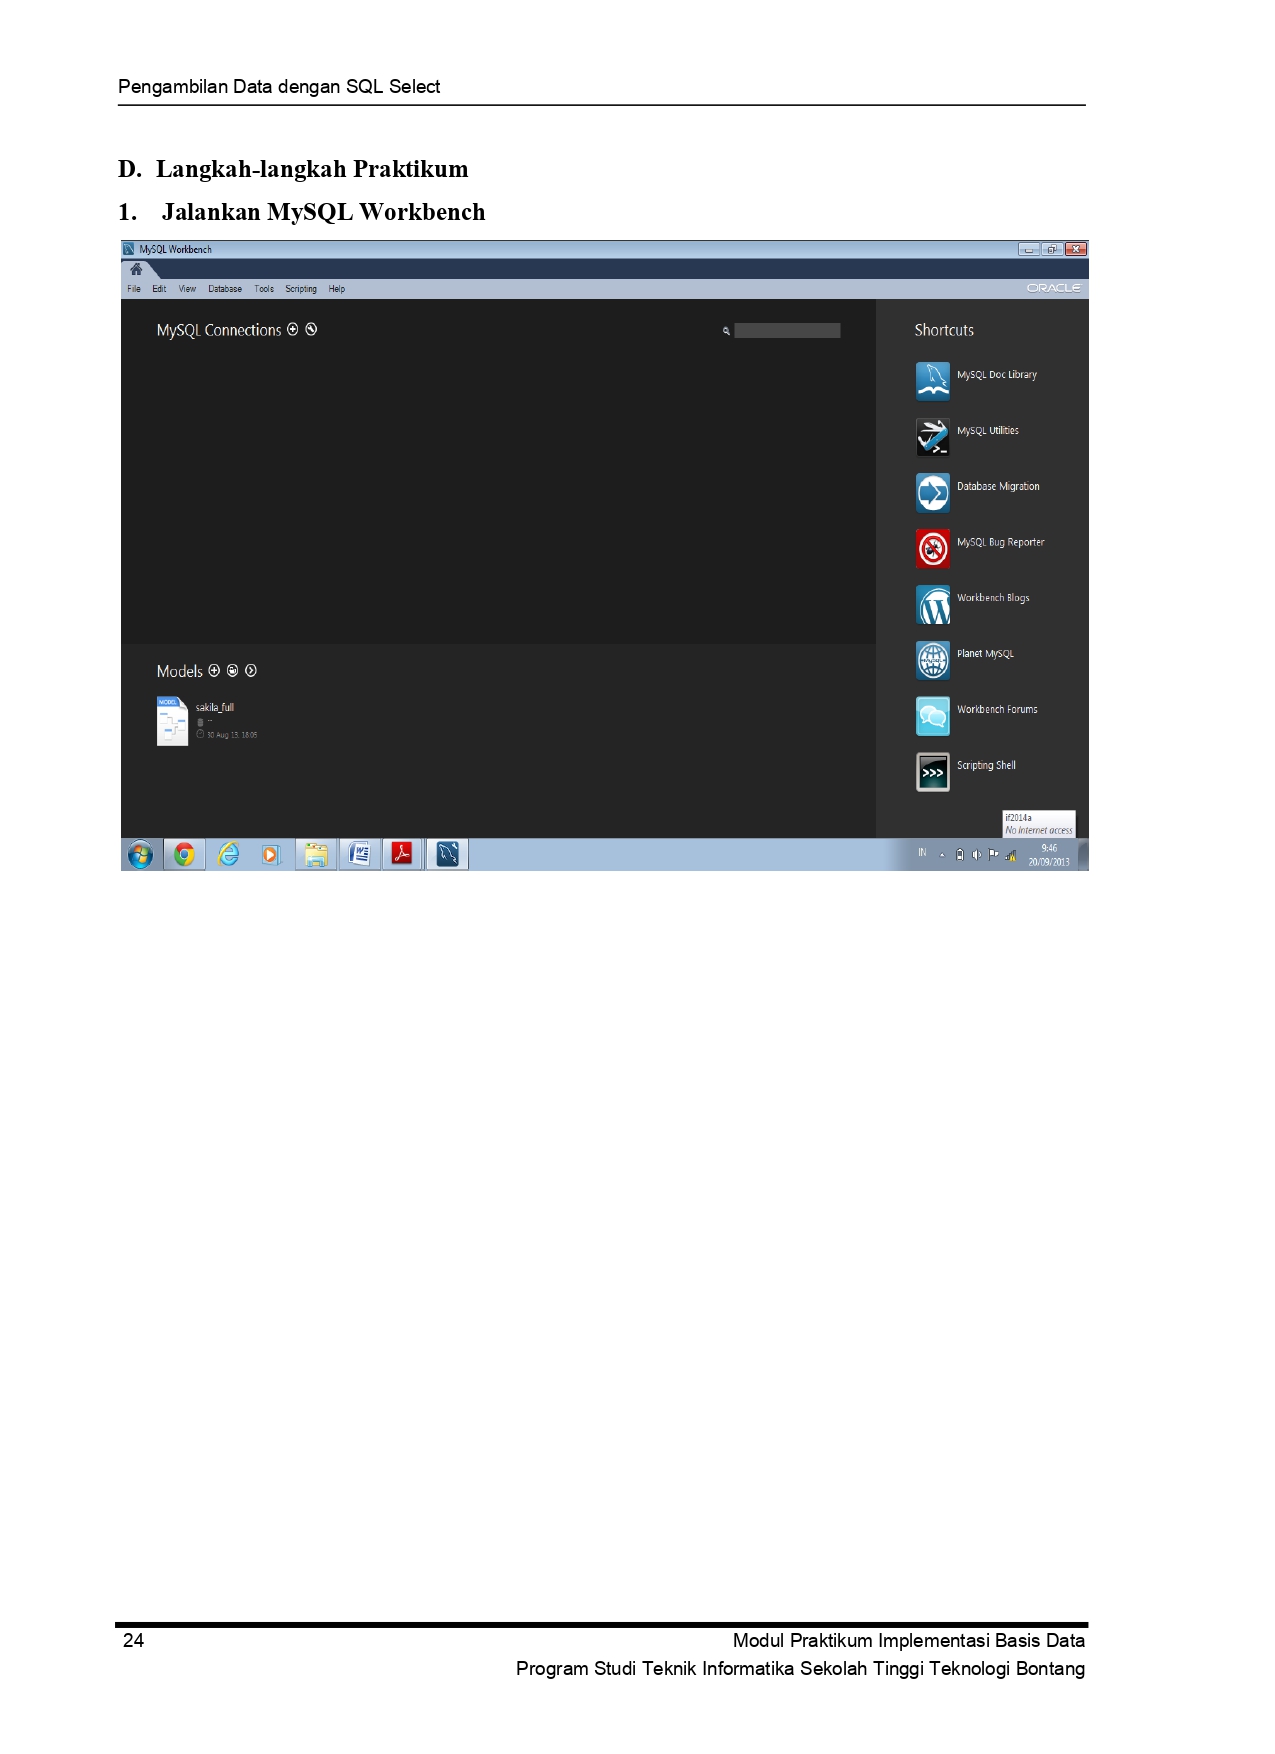 Pengambilan Data dengan SQL Select
D. Langkah-langkah Praktikum
1. Jalankan MySQL Workbench
MySQL Workbench
File Edit View Database Tools Scripting Help
ORACLE
MySQL Connections
Shortcuts
MySQL Doc Library
MySQL Utilities
Database Migration
MySQL Bug Reporter
Workbench Blogs
Planet MySQL
Workbench Forums
Scripting Shell
Models
MODEL
sakila_full
--
30 Aug 13, 18:05
if2014a
No Internet access
IN
9:46
20/09/2013
24
Modul Praktikum Implementasi Basis Data
Program Studi Teknik Informatika Sekolah Tinggi Teknologi Bontang